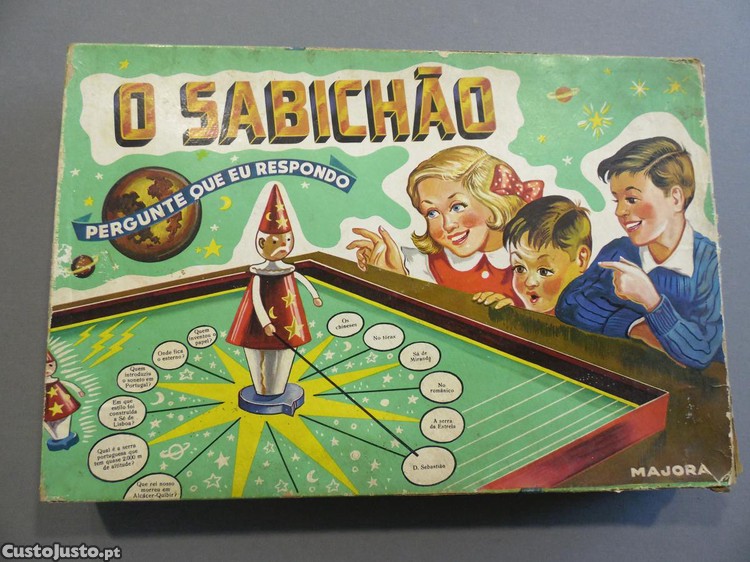 O SABICHÃO
PERGUNTE QUE EU RESPONDO
Quem
inventou o
papel?
Os
chineses
Onde fica
o esterno?
No tórax
Quem
introduziu
o soneto em
Portugal?
Sá de
Miranda
Em que
estilo foi
construída
a Sé de
Lisboa?
No
românico
Qual é a serra
portuguesa que
tem quase 2.000 m
de altitude?
A serra
da Estrela
Que rei nosso
morreu em
Alcácer-Quibir?
D. Sebastião
MAJORA
CustoJusto.pt